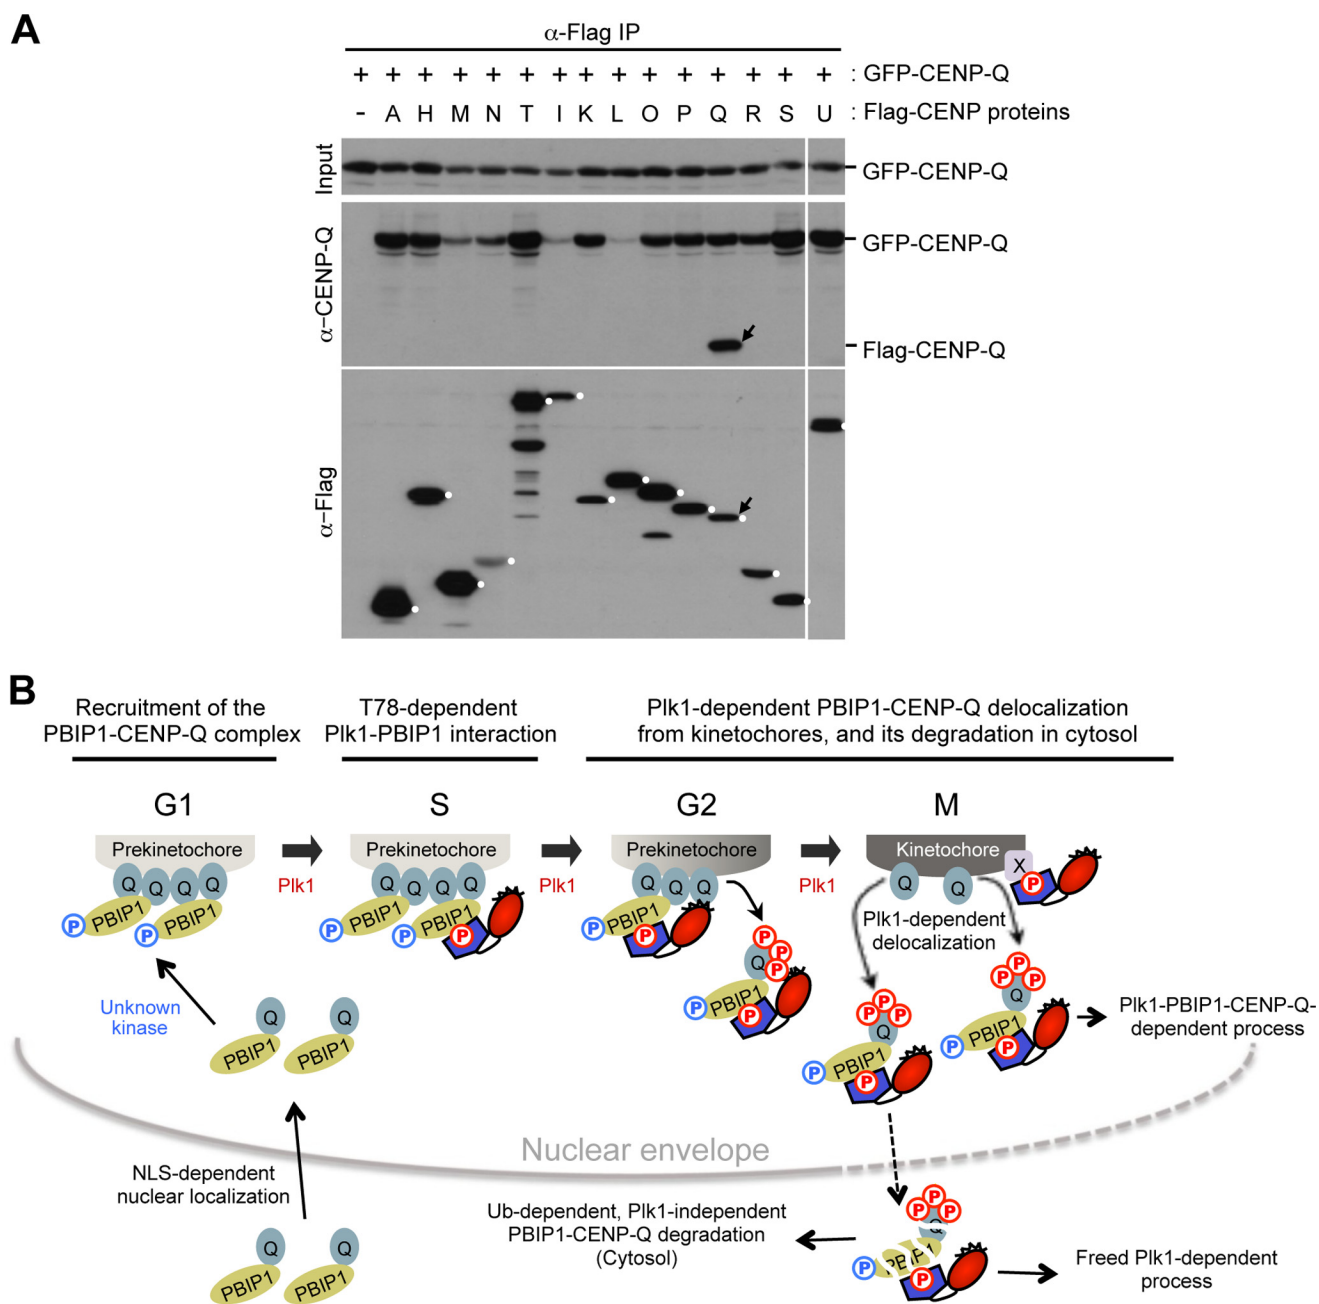 A
α-Flag IP
+ + + + + + + + + + + + + + : GFP-CENP-Q
- A H M N T I K L O P Q R S U : Flag-CENP proteins
Input
GFP-CENP-Q
α-CENP-Q
GFP-CENP-Q
Flag-CENP-Q
α-Flag
B
Recruitment of the
PBIP1-CENP-Q complex
T78-dependent
Plk1-PBIP1 interaction
Plk1-dependent PBIP1-CENP-Q delocalization
from kinetochores, and its degradation in cytosol
G1
S
G2
M
Prekinetochore
Q Q Q Q
PBIP1
PBIP1
P
P
Plk1
Prekinetochore
Q Q Q Q
PBIP1
PBIP1
P
P
P
Plk1
Prekinetochore
Q Q Q
PBIP1
P
P
P
P
P
Q
PBIP1
P
P
Plk1
Kinetochore
X
P
Q
Q
Plk1-dependent
delocalization
P
P
P
Q
PBIP1
P
P
P
P
P
Q
PBIP1
P
P
Plk1-PBIP1-CENP-Q-
dependent process
Unknown
kinase
Q
PBIP1
Q
PBIP1
Nuclear envelope
NLS-dependent
nuclear localization
Q
PBIP1
Q
PBIP1
Ub-dependent, Plk1-independent
PBIP1-CENP-Q degradation
(Cytosol)
P
P
P
Q
PBIP1
P
P
Freed Plk1-dependent
process